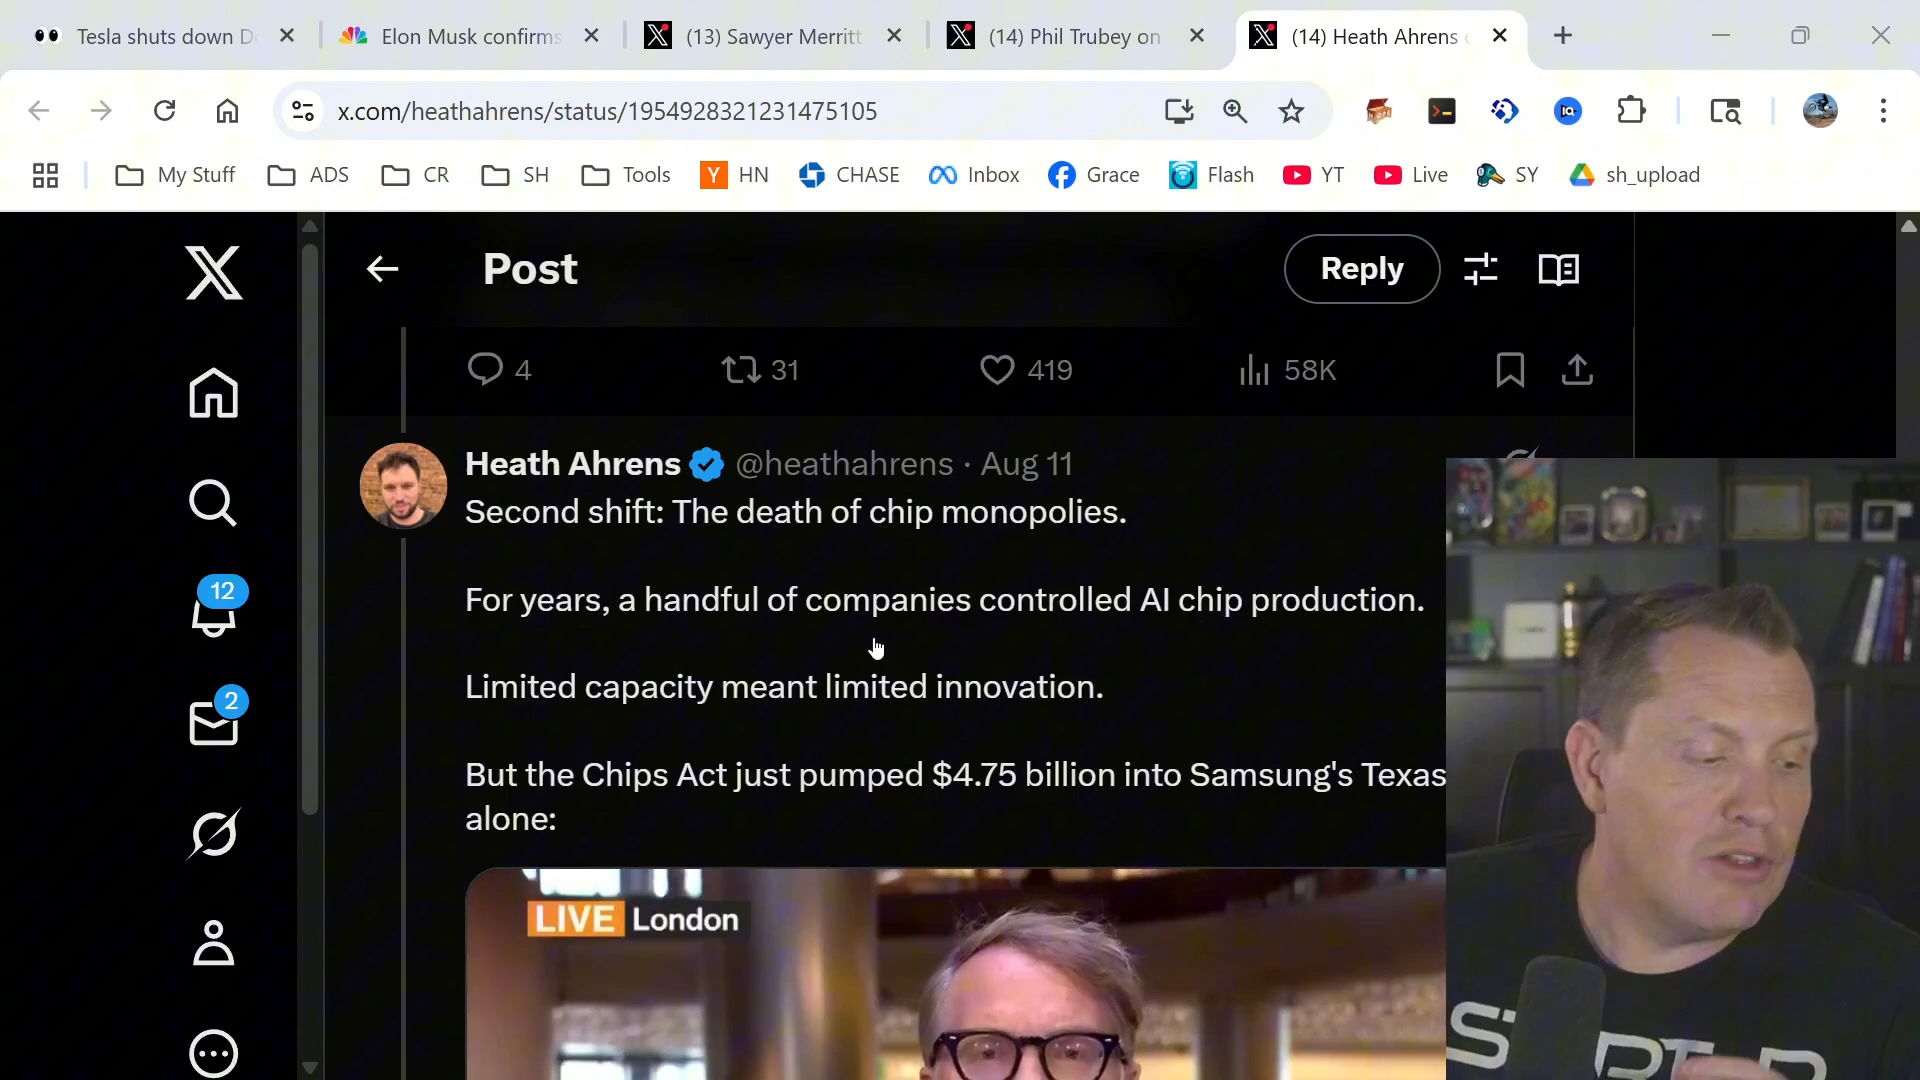 Tesla shuts down D
Elon Musk confirms
(13) Sawyer Merritt
(14) Phil Trubey on
(14) Heath Ahrens
x.com/heathahrens/status/1954928321231475105
My Stuff
ADS
CR
SH
Tools
Y HN
CHASE
Inbox
Grace
Flash
YT
Live
SY
sh_upload
Post
Reply
4
31
419
58K
Heath Ahrens @heathahrens · Aug 11
Second shift: The death of chip monopolies.
For years, a handful of companies controlled AI chip production.
Limited capacity meant limited innovation.
But the Chips Act just pumped $4.75 billion into Samsung's Texas
alone:
12
2
LIVE London